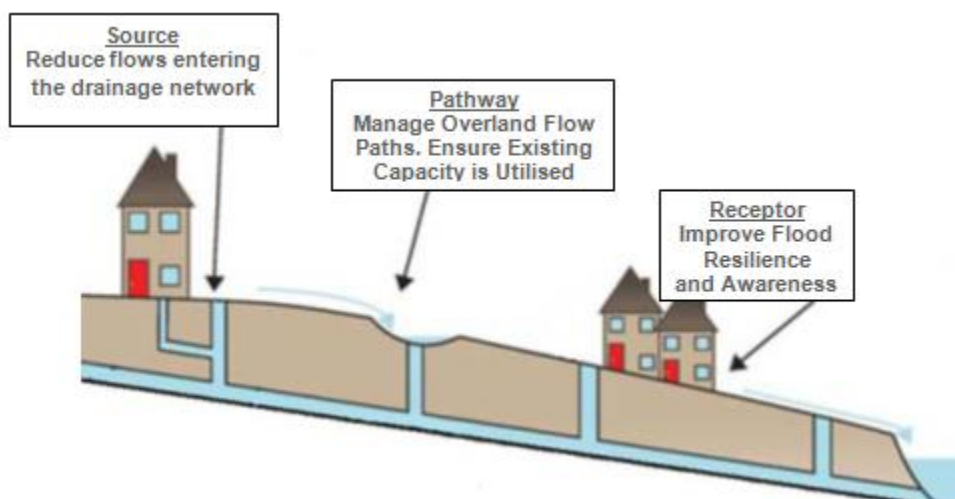 Source
Reduce flows entering
the drainage network
Pathway
Manage Overland Flow
Paths. Ensure Existing
Capacity is Utilised
Receptor
Improve Flood
Resilience
and Awareness